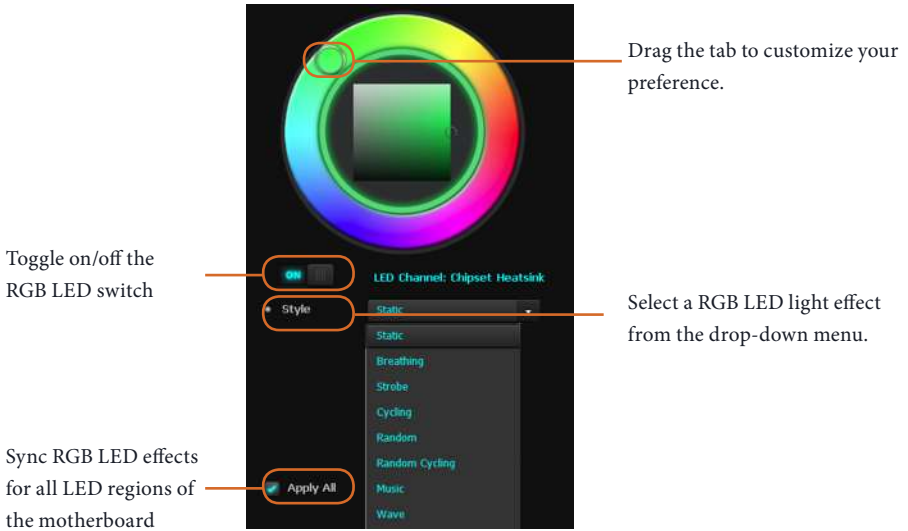 Drag the tab to customize your
preference.
Toggle on/off the
RGB LED switch
ON
LED Channel: Chipset Heatsink
Style
Static
Select a RGB LED light effect
from the drop-down menu.
Static
Breathing
Strobe
Cycling
Random
Random Cycling
Music
Wave
Sync RGB LED effects
for all LED regions of
the motherboard
Apply All